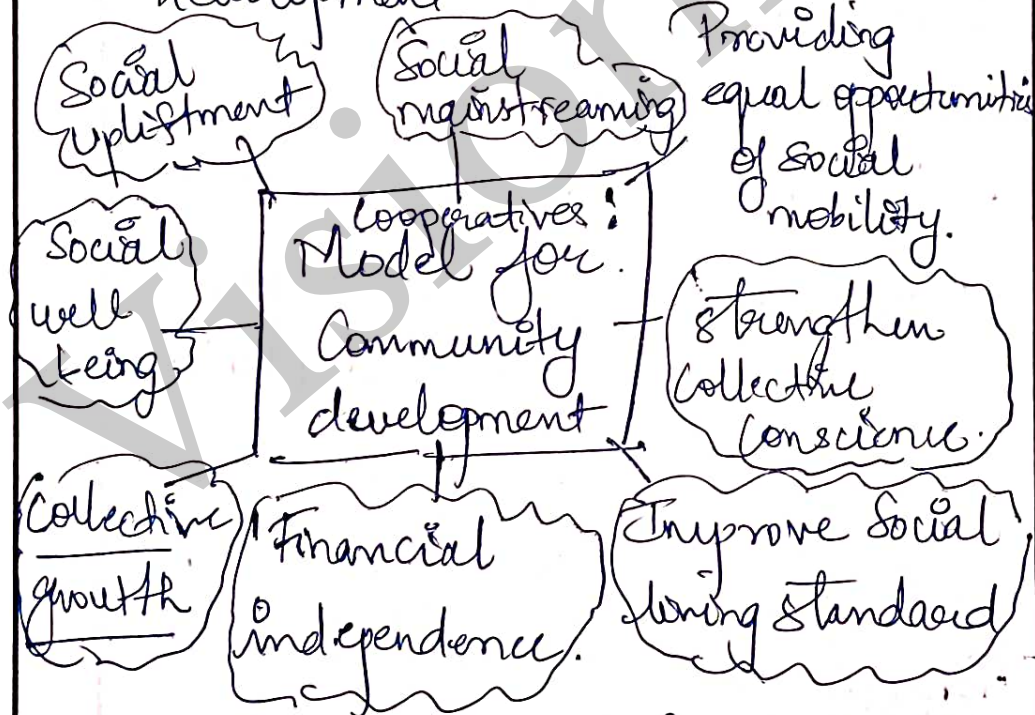 Social
upliftment
Social
mainstreaming
Providing
equal opportunities
of social
mobility.
Social
well
being
Cooperatives:
Model for
Community
development
strengthen
collective
conscience.
Collective
growth
Financial
independence.
Improve Social
living standard
Vision